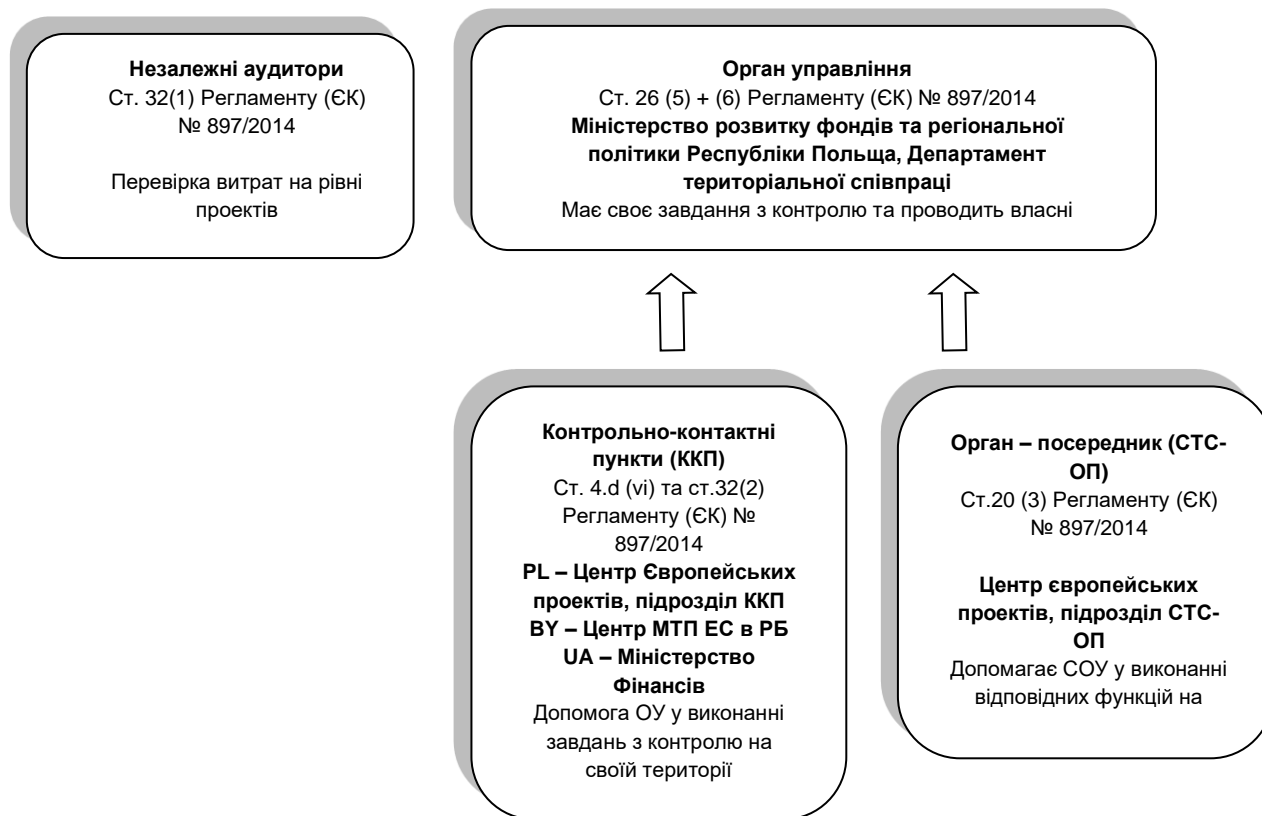 Незалежні аудитори
Ст. 32(1) Регламенту (ЄК)
№ 897/2014
Перевірка витрат на рівні
проектів
Орган управління
Ст. 26 (5) + (6) Регламенту (ЄК) № 897/2014
Міністерство розвитку фондів та регіональної
політики Республіки Польща, Департамент
територіальної співпраці
Має своє завдання з контролю та проводить власні
Контрольно-контактні
пункти (ККП)
Ст. 4.d (vi) та ст.32(2)
Регламенту (ЄК) №
897/2014
PL – Центр Європейських
проектів, підрозділ ККП
BY – Центр МТП ЕС в РБ
UA – Міністерство
Фінансів
Допомога ОУ у виконанні
завдань з контролю на
своїй території
Орган – посередник (СТС-
ОП)
Ст.20 (3) Регламенту (ЄК)
№ 897/2014
Центр європейських
проектів, підрозділ СТС-
ОП
Допомагає СОУ у виконанні
відповідних функцій на